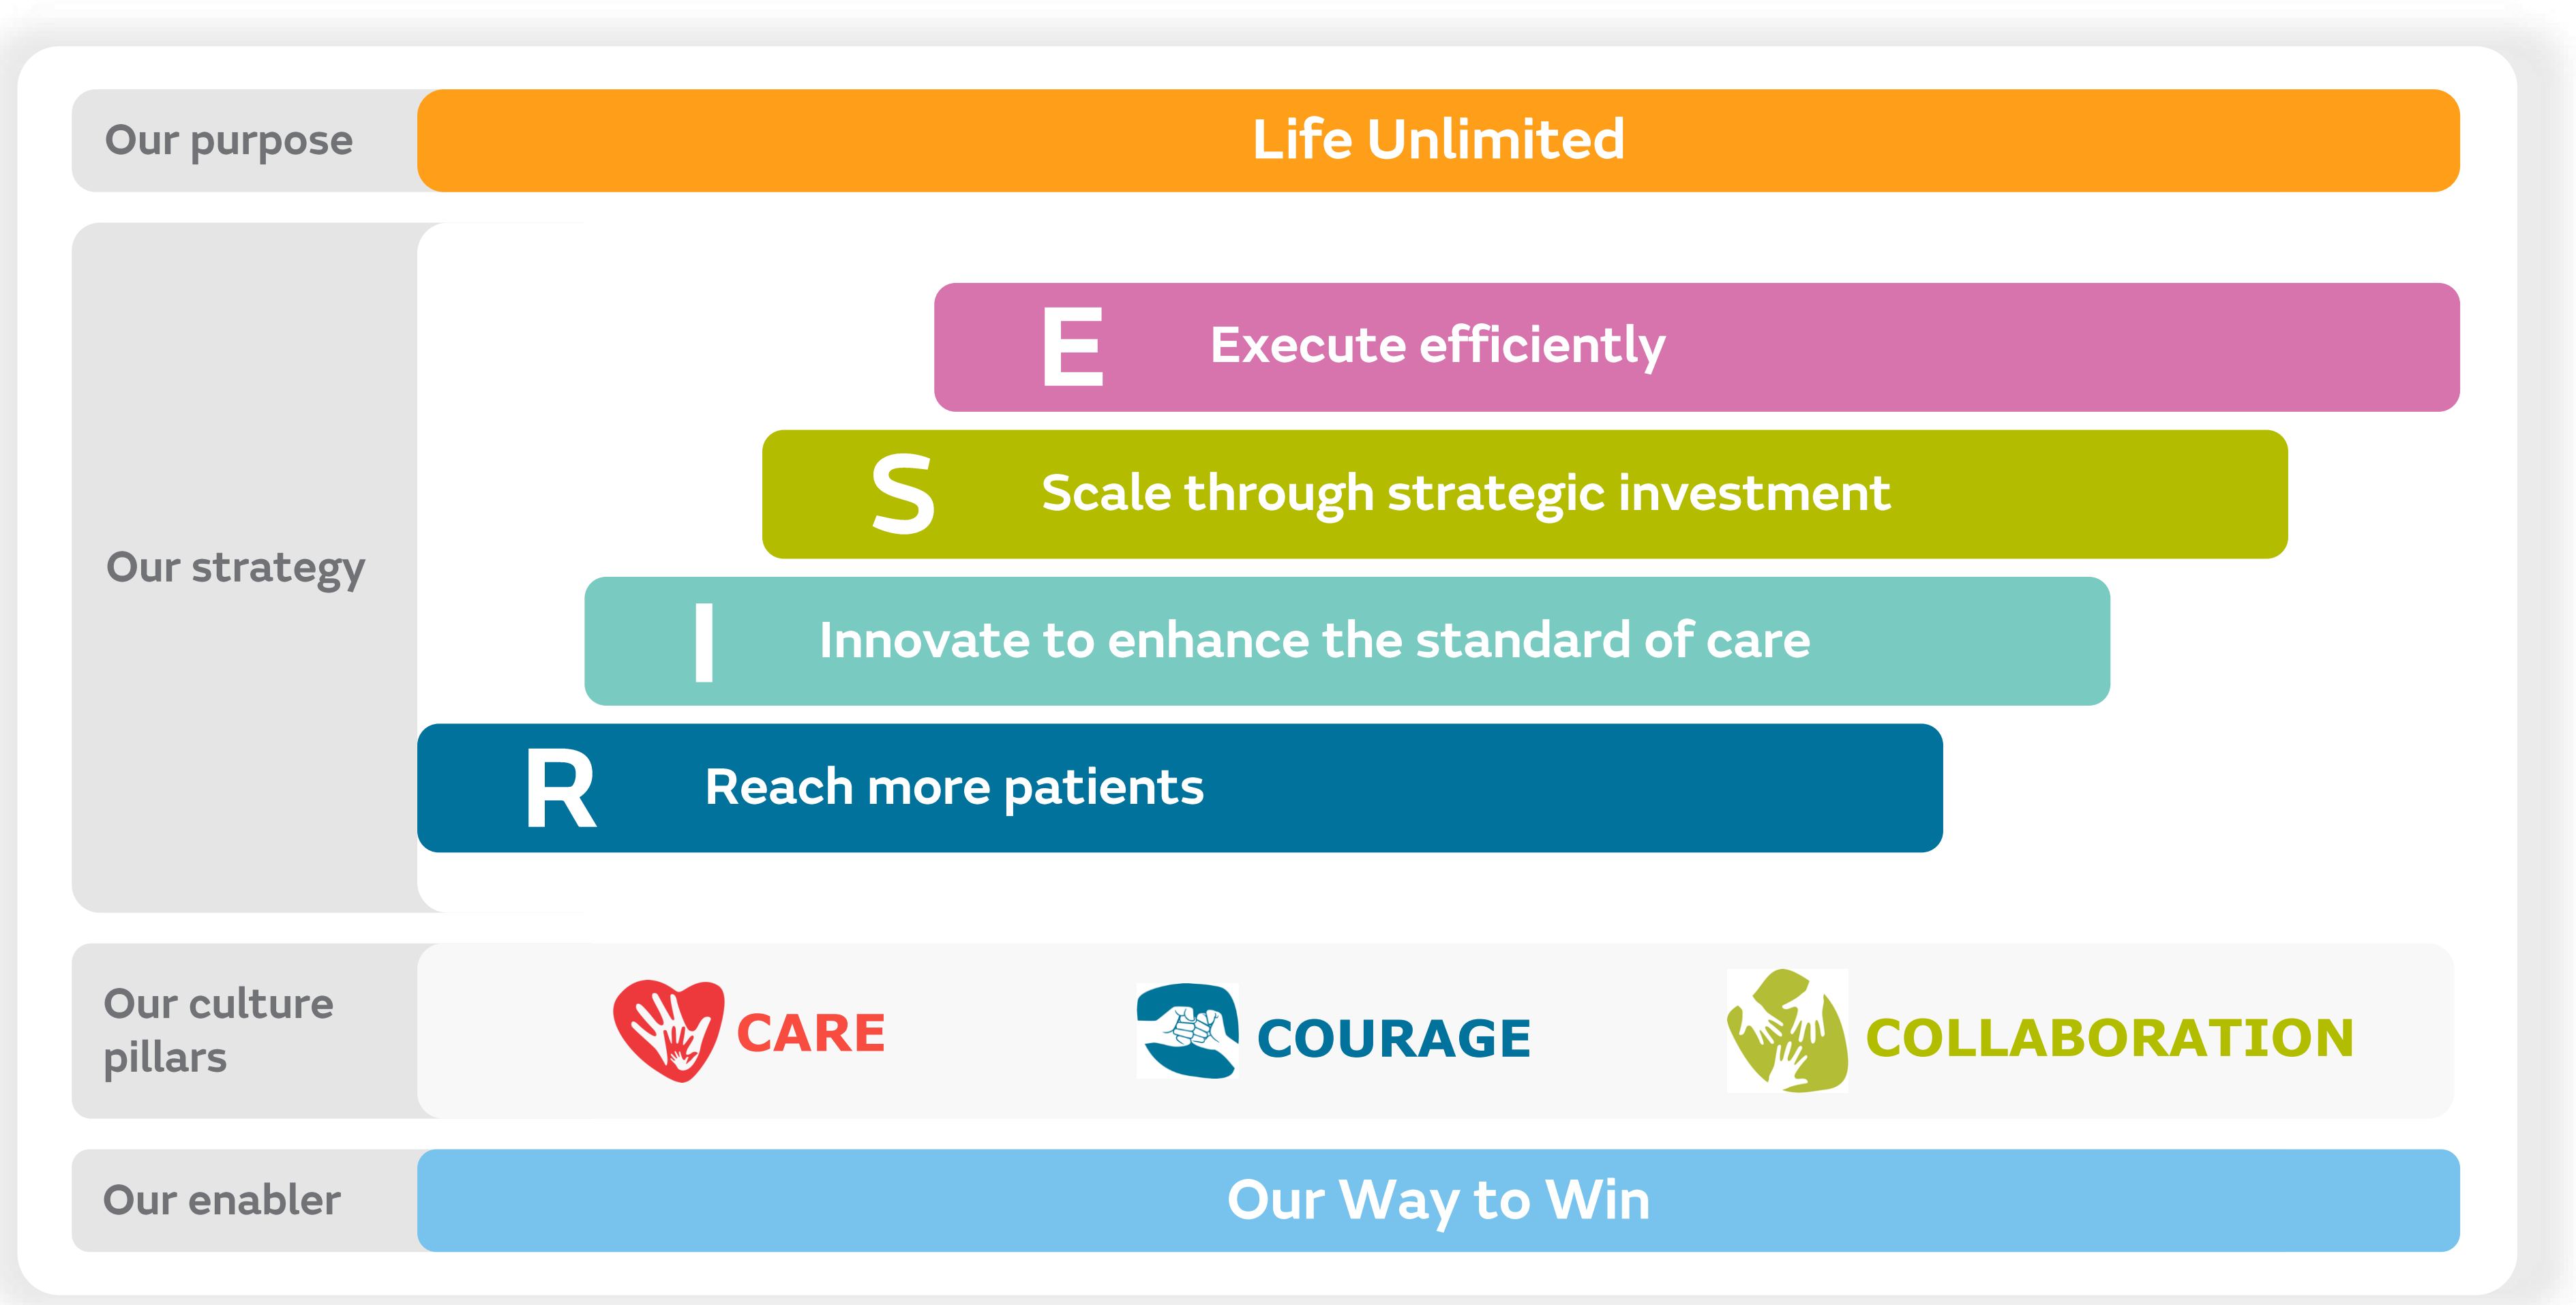 Our purpose
Life Unlimited
Our strategy
E Execute efficiently
S Scale through strategic investment
I Innovate to enhance the standard of care
R Reach more patients
Our culture
pillars
CARE
COURAGE
COLLABORATION
Our enabler
Our Way to Win